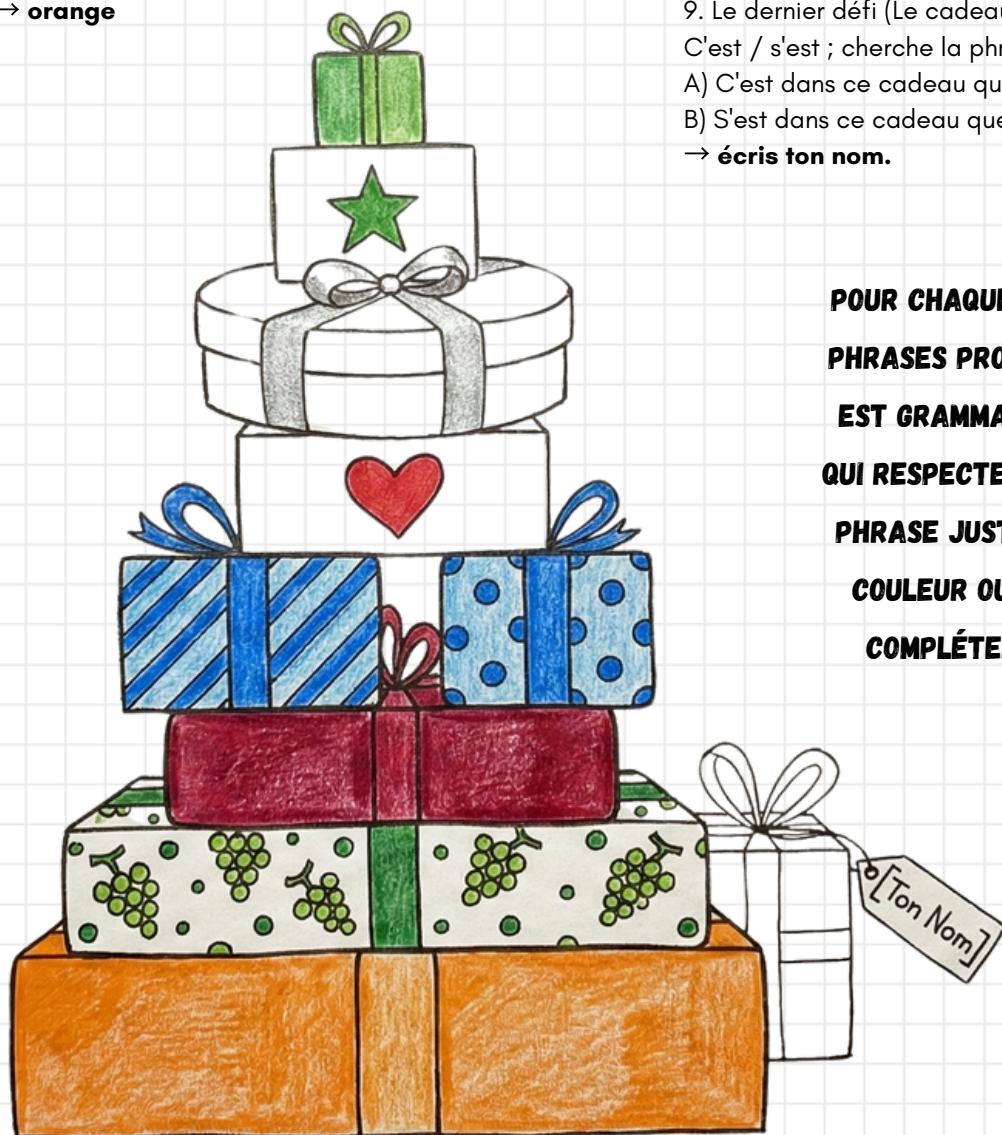 → orange
9. Le dernier défi (Le cadeau
C'est / s'est ; cherche la phr
A) C'est dans ce cadeau qu
B) S'est dans ce cadeau que
→ écris ton nom.
POUR CHAQUE
PHRASES PRO
EST GRAMMA
QUI RESPECTE
PHRASE JUST
COULEUR OU
COMPLÉTE
[Ton Nom]